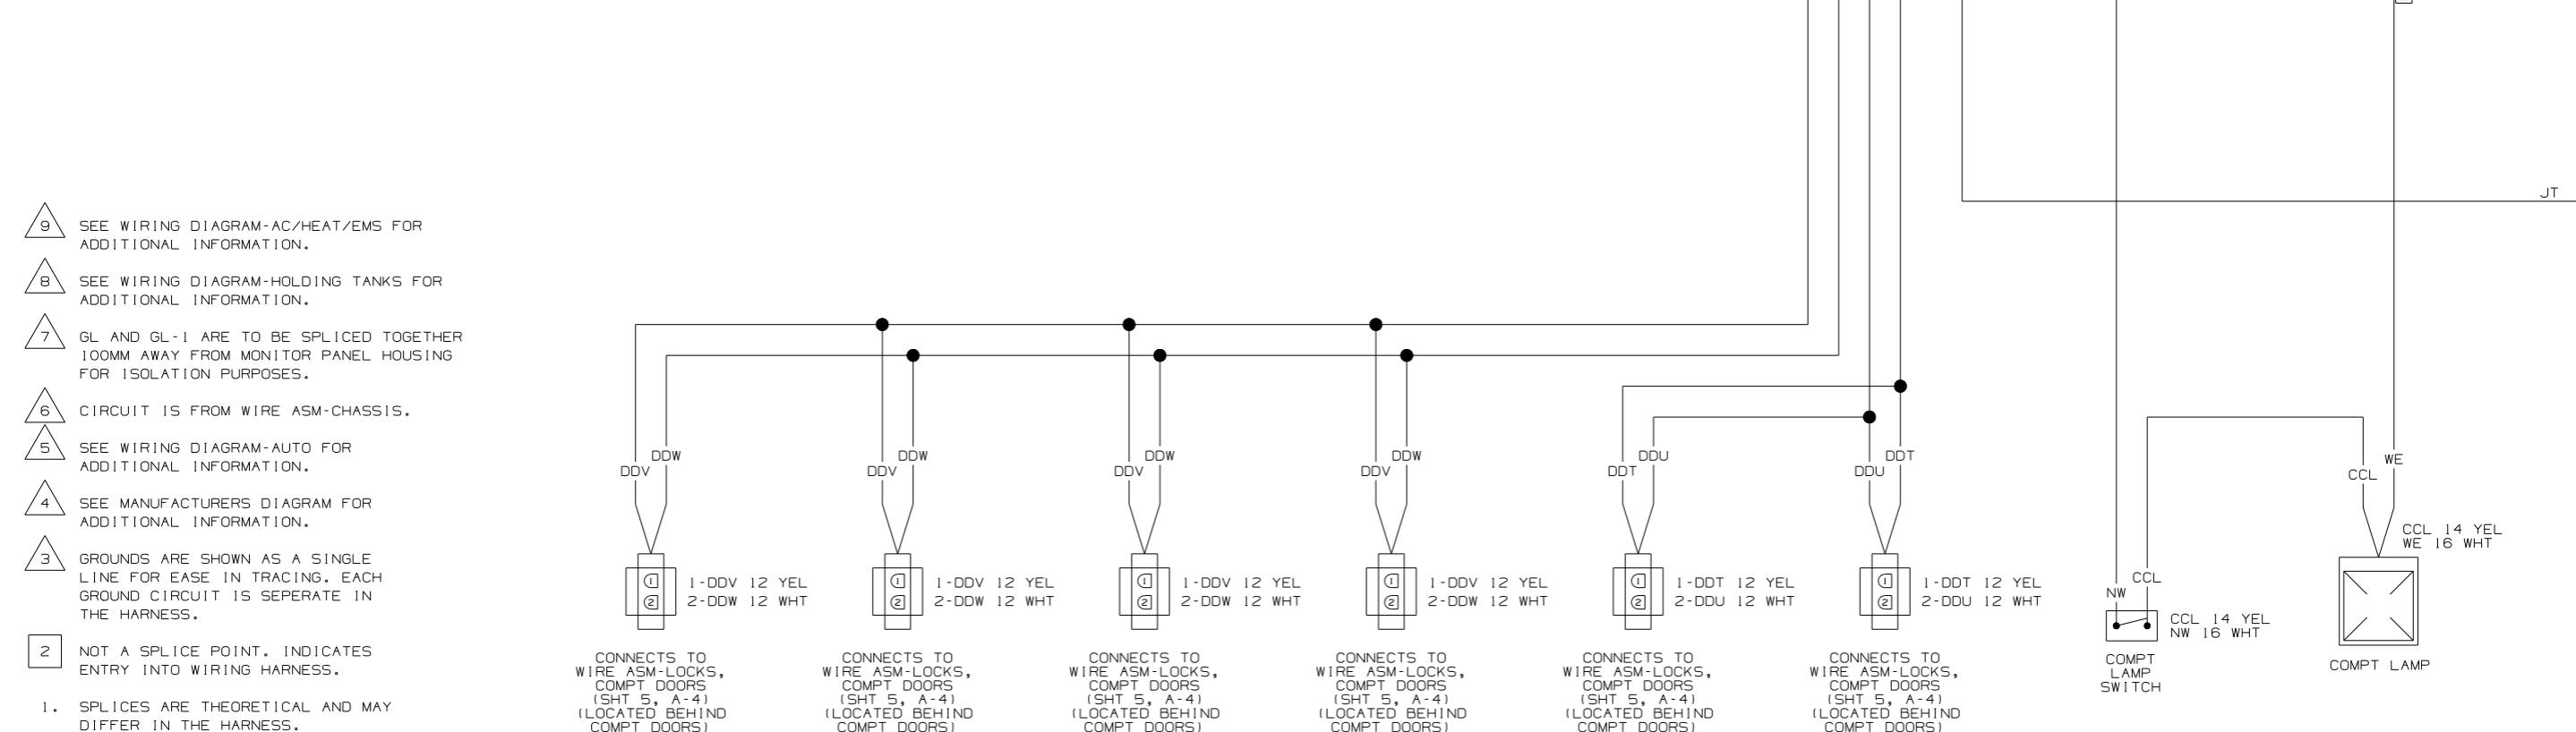 9
SEE WIRING DIAGRAM-AC/HEAT/EMS FOR
ADDITIONAL INFORMATION.
8
SEE WIRING DIAGRAM-HOLDING TANKS FOR
ADDITIONAL INFORMATION.
7
GL AND GL-1 ARE TO BE SPLICED TOGETHER
100MM AWAY FROM MONITOR PANEL HOUSING
FOR ISOLATION PURPOSES.
6
CIRCUIT IS FROM WIRE ASM-CHASSIS.
5
SEE WIRING DIAGRAM-AUTO FOR
ADDITIONAL INFORMATION.
4
SEE MANUFACTURERS DIAGRAM FOR
ADDITIONAL INFORMATION.
3
GROUNDS ARE SHOWN AS A SINGLE
LINE FOR EASE IN TRACING. EACH
GROUND CIRCUIT IS SEPERATE IN
THE HARNESS.
2
NOT A SPLICE POINT. INDICATES
ENTRY INTO WIRING HARNESS.
1. SPLICES ARE THEORETICAL AND MAY
DIFFER IN THE HARNESS.
DDV
DDW
1
2
1-DDV 12 YEL
2-DDW 12 WHT
CONNECTS TO
WIRE ASM-LOCKS,
COMPT DOORS
(SHT 5, A-4)
(LOCATED BEHIND
COMPT DOORS)
DDV
DDW
1
2
1-DDV 12 YEL
2-DDW 12 WHT
CONNECTS TO
WIRE ASM-LOCKS,
COMPT DOORS
(SHT 5, A-4)
(LOCATED BEHIND
COMPT DOORS)
DDV
DDW
1
2
1-DDV 12 YEL
2-DDW 12 WHT
CONNECTS TO
WIRE ASM-LOCKS,
COMPT DOORS
(SHT 5, A-4)
(LOCATED BEHIND
COMPT DOORS)
DDV
DDW
1
2
1-DDV 12 YEL
2-DDW 12 WHT
CONNECTS TO
WIRE ASM-LOCKS,
COMPT DOORS
(SHT 5, A-4)
(LOCATED BEHIND
COMPT DOORS)
DDT
DDU
1
2
1-DDT 12 YEL
2-DDU 12 WHT
CONNECTS TO
WIRE ASM-LOCKS,
COMPT DOORS
(SHT 5, A-4)
(LOCATED BEHIND
COMPT DOORS)
DDU
DDT
1
2
1-DDT 12 YEL
2-DDU 12 WHT
CONNECTS TO
WIRE ASM-LOCKS,
COMPT DOORS
(SHT 5, A-4)
(LOCATED BEHIND
COMPT DOORS)
NW
CCL
CCL 14 YEL
NW 16 WHT
COMPT
LAMP
SWITCH
JT
CCL
WE
CCL 14 YEL
WE 16 WHT
COMPT LAMP